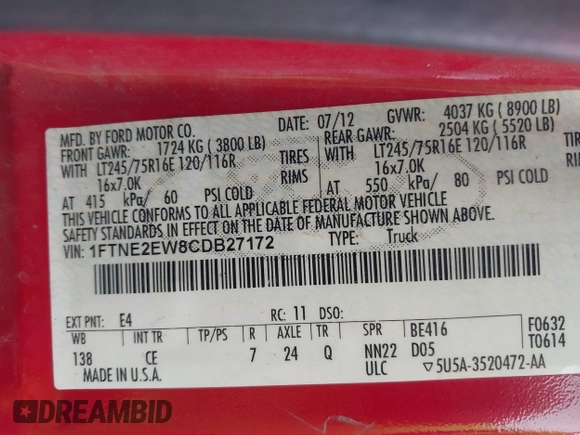 MFD. BY FORD MOTOR CO. DATE: 07/12 GVWR: 4037 KG (8900 LB)
FRONT GAWR: 1724 KG (3800 LB) REAR GAWR: 2504 KG (5520 LB)
WITH LT245/75R16E 120/116R TIRES WITH LT245/75R16E 120/116R TIRES
16x7.0K RIMS 16x7.0K RIMS
AT 415 kPa/ 60 PSI COLD AT 550 kPa/ 80 PSI COLD
THIS VEHICLE CONFORMS TO ALL APPLICABLE FEDERAL MOTOR VEHICLE
SAFETY STANDARDS IN EFFECT ON THE DATE OF MANUFACTURE SHOWN ABOVE.
VIN: 1FTNE2EW8CDB27172 TYPE: Truck
EXT PNT: E4 RC: 11 DSO:
WB INT TR TP/PS R AXLE TR SPR BE416 F0632
138 CE 7 24 Q NN22 D05 T0614
MADE IN U.S.A. ULC ▽5U5A-3520472-AA
DREAMBID